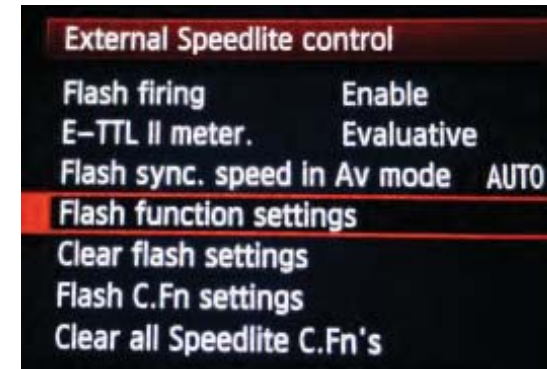 External Speedlite control
Flash firing Enable
E-TTL II meter. Evaluative
Flash sync. speed in Av mode AUTO
Flash function settings
Clear flash settings
Flash C.Fn settings
Clear all Speedlite C.Fn's